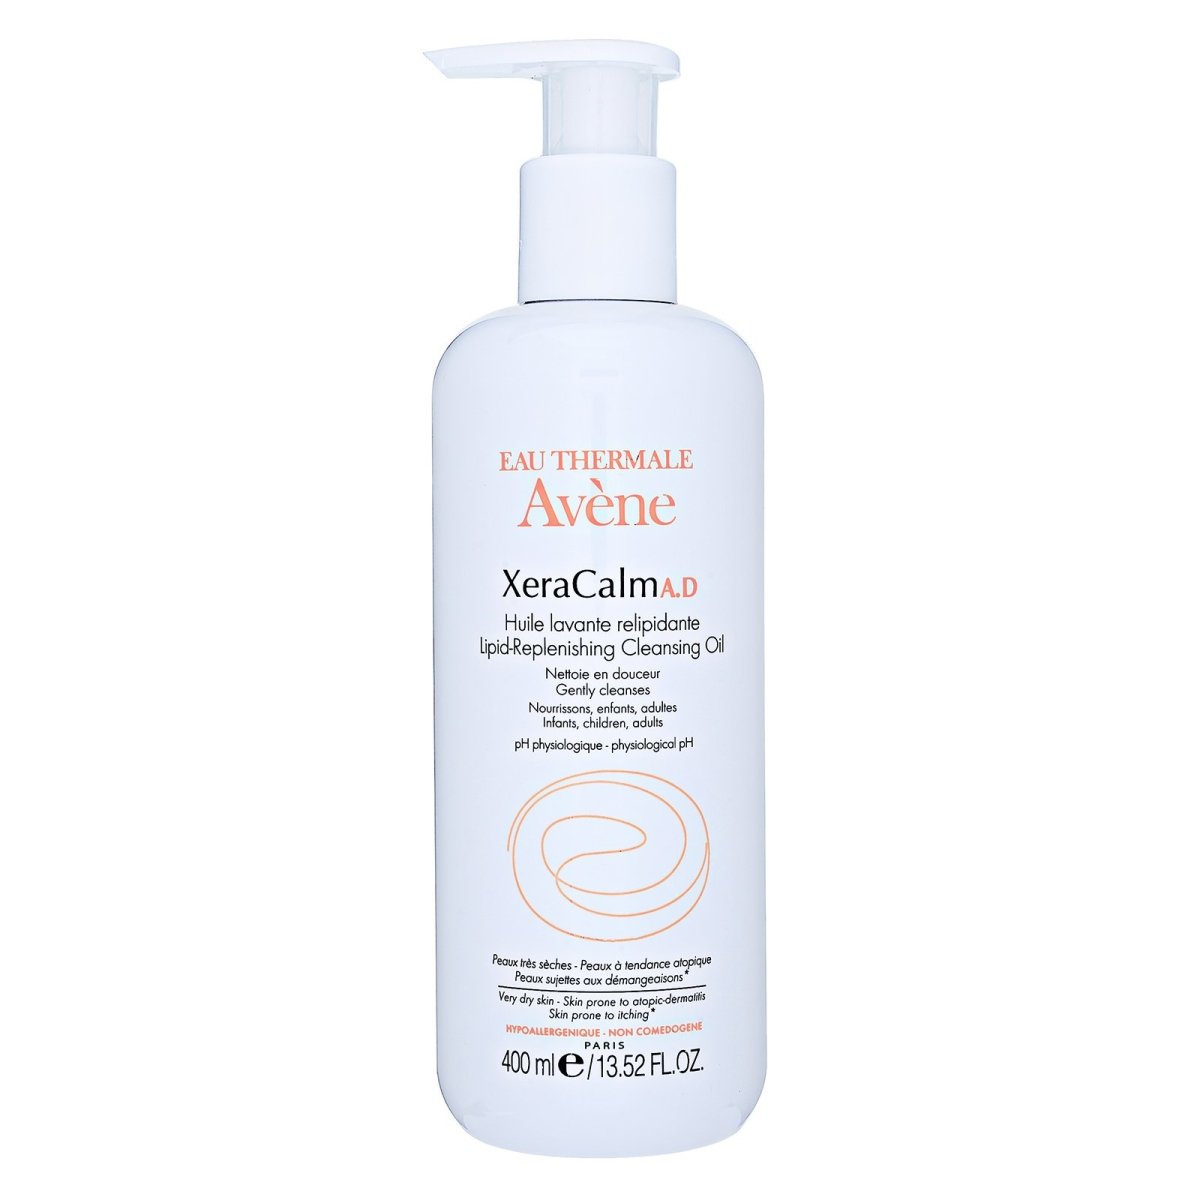 EAU THERMALE
Avène
XeraCalm A.D
Huile lavante relipidante
Lipid-Replenishing Cleansing Oil
Nettoie en douceur
Gently cleanses
Nourrissons, enfants, adultes
Infants, children, adults
pH physiologique - physiological pH
Peaux très sèches - Peaux à tendance atopique
Peaux sujettes aux démangeaisons*
Very dry skin - Skin prone to atopic-dermatitis
Skin prone to itching*
HYPOALLERGENIQUE - NON COMEDOGENE
PARIS
400 ml e / 13.52 FL.OZ.